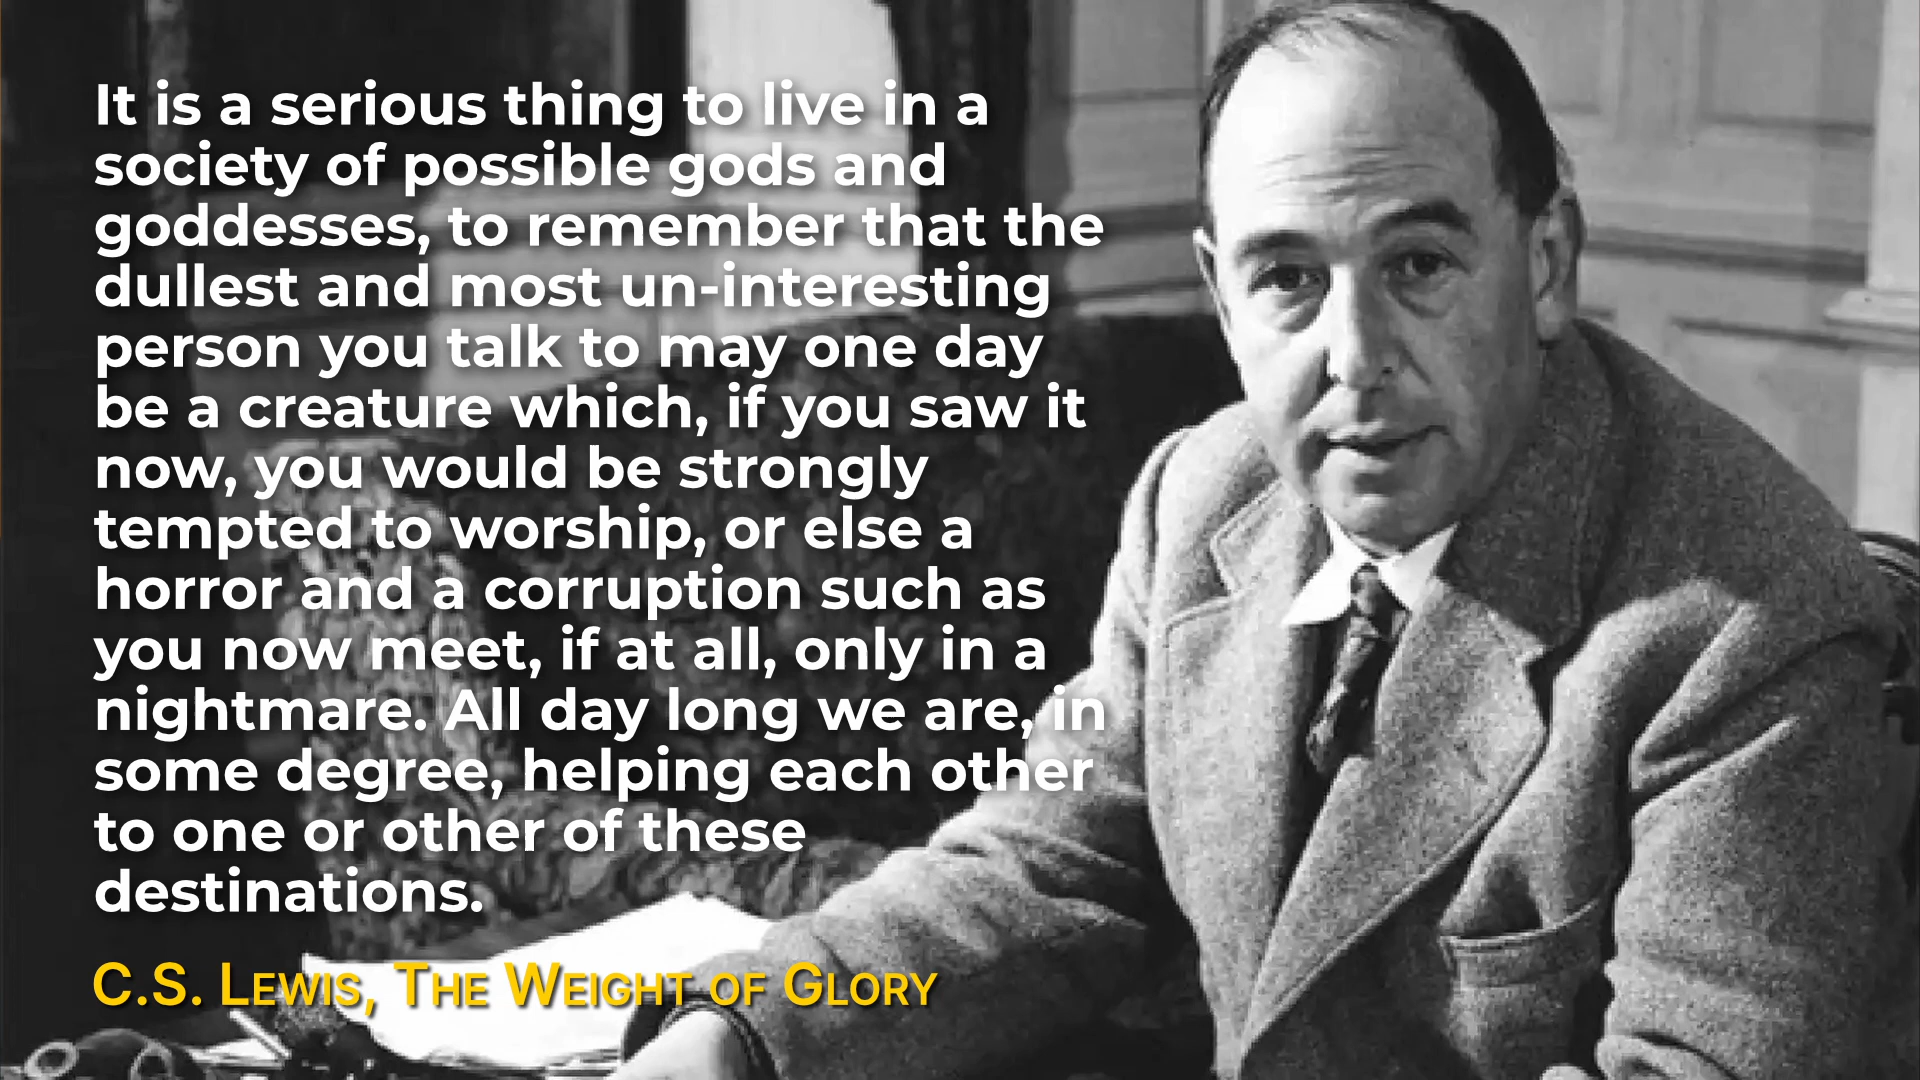 It is a serious thing to live in a
society of possible gods and
goddesses, to remember that the
dullest and most un-interesting
person you talk to may one day
be a creature which, if you saw it
now, you would be strongly
tempted to worship, or else a
horror and a corruption such as
you now meet, if at all, only in a
nightmare. All day long we are, in
some degree, helping each other
to one or other of these
destinations.
C.S. Lewis, The Weight of Glory